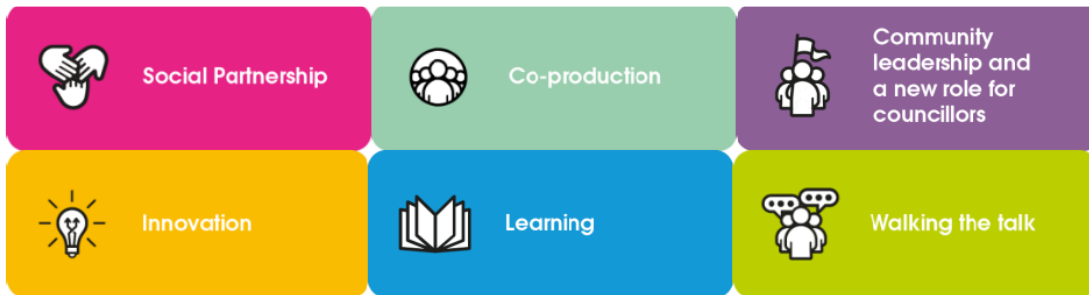 Social Partnership
Co-production
Community
leadership and
a new role for
councillors
Innovation
Learning
Walking the talk